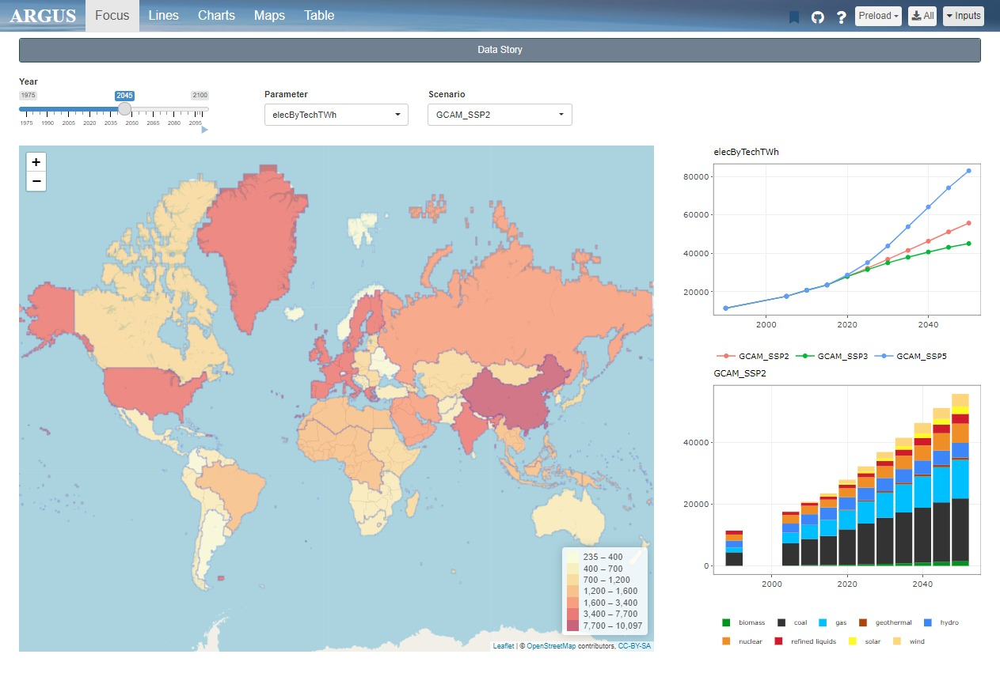 ARGUS Focus Lines Charts Maps Table ? Preload All Inputs
Data Story
Year
1975 2045 2100
1975 1990 2005 2020 2035 2050 2065 2080 2095
Parameter
elecByTechTWh
Scenario
GCAM_SSP2
+
−
235 – 400
400 – 700
700 – 1,200
1,200 – 1,600
1,600 – 3,400
3,400 – 7,700
7,700 – 10,097
Leaflet | © OpenStreetMap contributors, CC-BY-SA
elecByTechTWh
80000
60000
40000
20000
2000 2020 2040
GCAM_SSP2 GCAM_SSP3 GCAM_SSP5
GCAM_SSP2
40000
20000
0
2000 2020 2040
biomass coal gas geothermal hydro
nuclear refined liquids solar wind